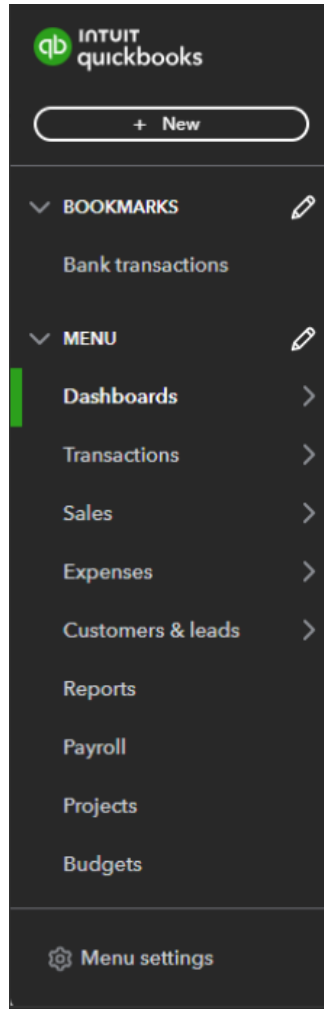 qb INTUIT
quickbooks
+ New
BOOKMARKS
Bank transactions
MENU
Dashboards
Transactions
Sales
Expenses
Customers & leads
Reports
Payroll
Projects
Budgets
Menu settings